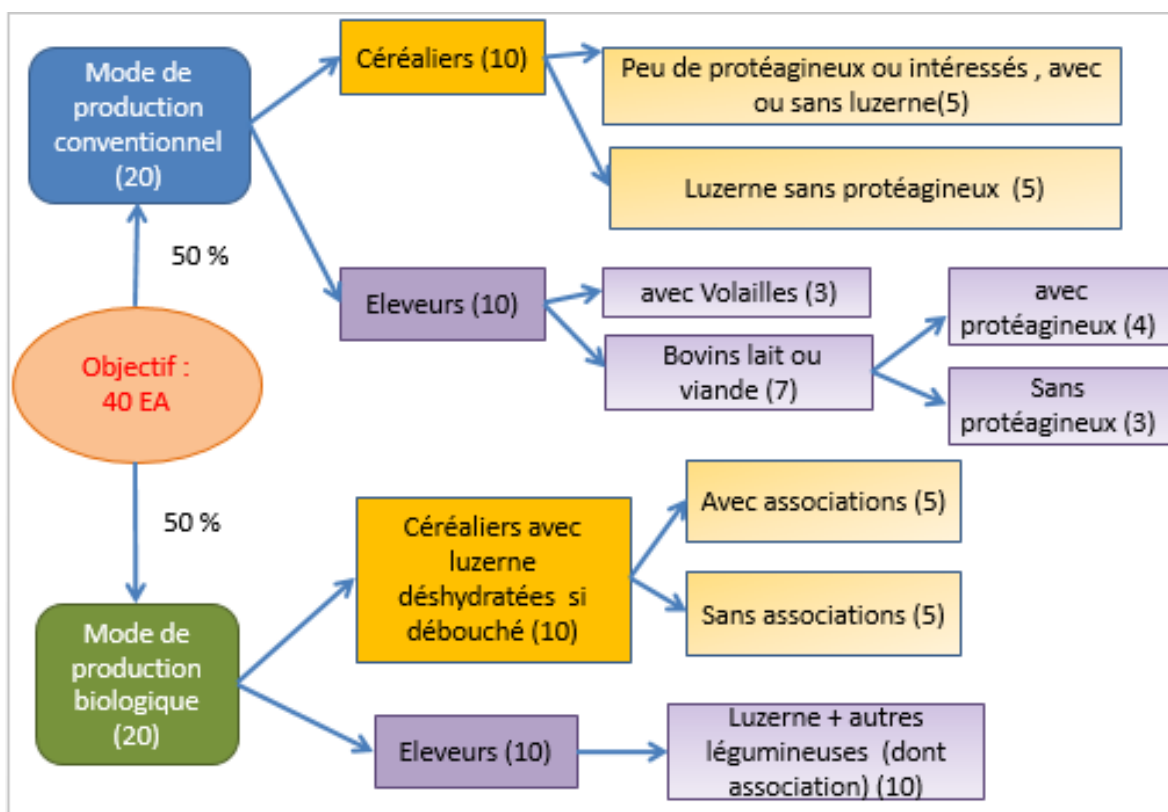 Mode de
production
conventionnel
(20)
Céréaliers (10)
Peu de protéagineux ou intéressés , avec
ou sans luzerne(5)
Luzerne sans protéagineux (5)
50 %
Eleveurs (10)
avec Volailles (3)
Bovins lait ou
viande (7)
avec
protéagineux (4)
Sans
protéagineux (3)
Objectif :
40 EA
50 %
Mode de
production
biologique
(20)
Céréaliers avec
luzerne
déshydratées si
débouché (10)
Avec associations (5)
Sans associations (5)
Eleveurs (10)
Luzerne + autres
légumineuses (dont
association) (10)